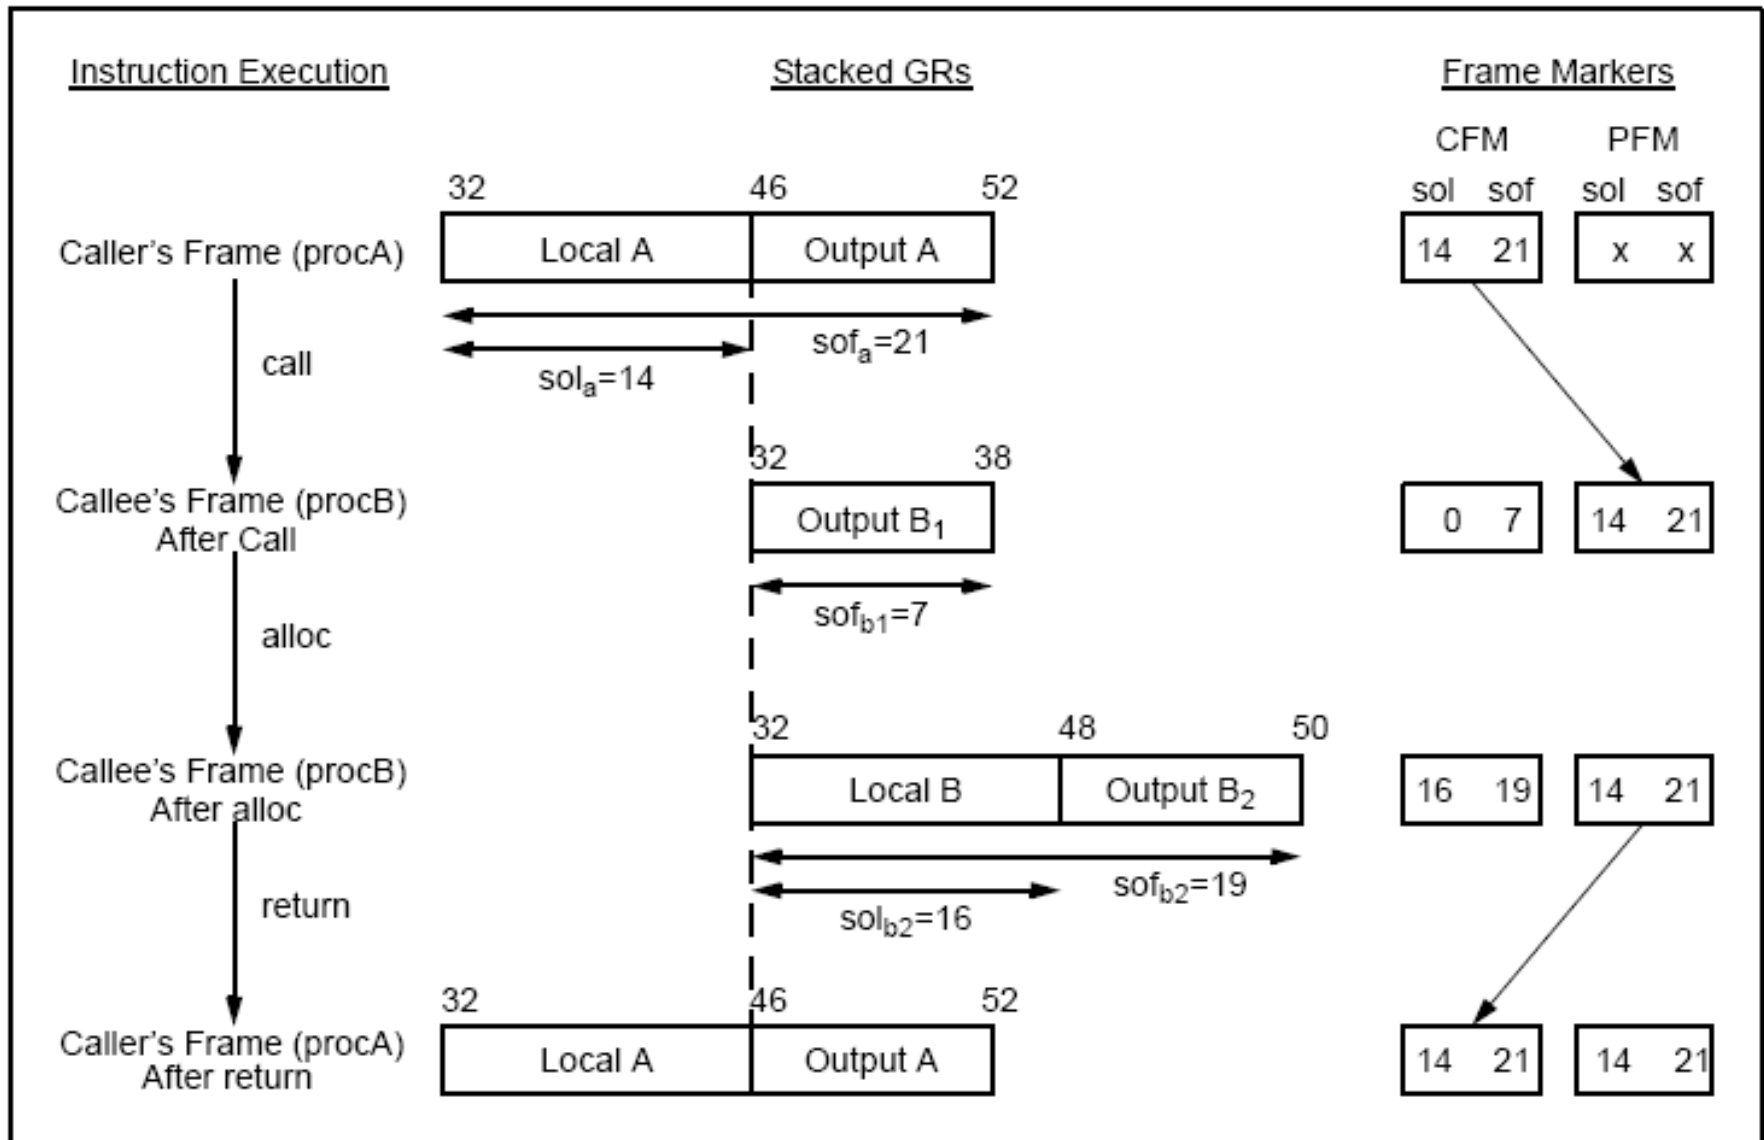 Instruction Execution Stacked GRs Frame Markers
CFM PFM
sol sof sol sof
32 46 52
Caller's Frame (procA) Local A Output A 14 21 x x
sofa=21
call
sola=14
32 38
Callee's Frame (procB)
After Call
Output B1 0 7 14 21
sofb1=7
alloc
32 48 50
Callee's Frame (procB)
After alloc
Local B Output B2 16 19 14 21
sofb2=19
return
solb2=16
32 46 52
Caller's Frame (procA)
After return
Local A Output A 14 21 14 21